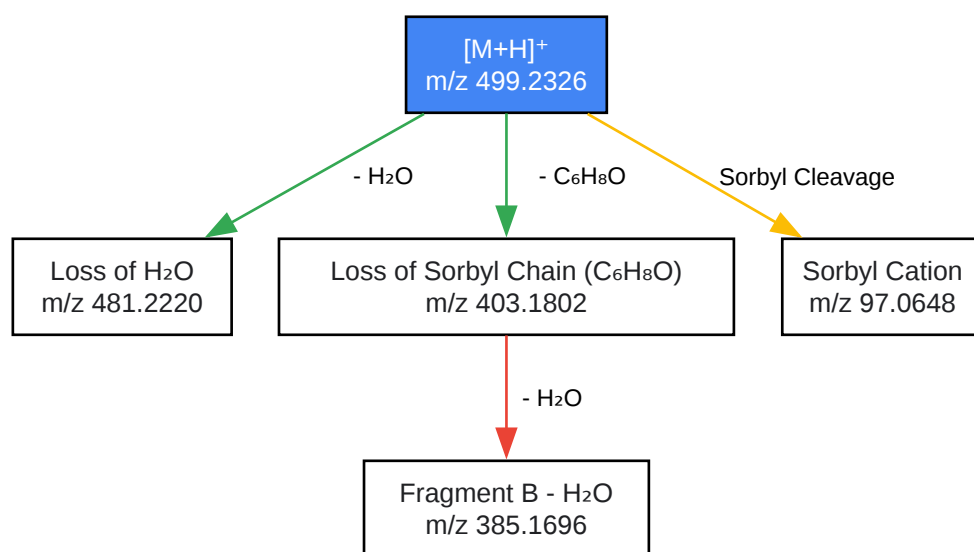 [M+H]⁺
m/z 499.2326
- H₂O
- C₆H₈O
Sorbyl Cleavage
Loss of H₂O
m/z 481.2220
Loss of Sorbyl Chain (C₆H₈O)
m/z 403.1802
Sorbyl Cation
m/z 97.0648
- H₂O
Fragment B - H₂O
m/z 385.1696